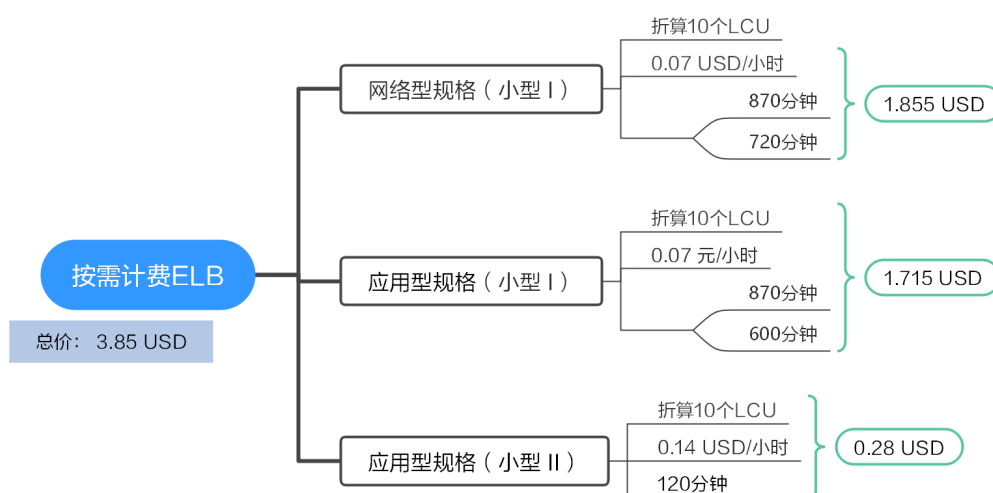 按需计费ELB
总价： 3.85 USD
网络型规格（小型 I ）
折算10个LCU
0.07 USD/小时
870分钟
720分钟
1.855 USD
应用型规格（小型 I ）
折算10个LCU
0.07 元/小时
870分钟
600分钟
1.715 USD
应用型规格（小型 II ）
折算10个LCU
0.14 USD/小时
120分钟
0.28 USD